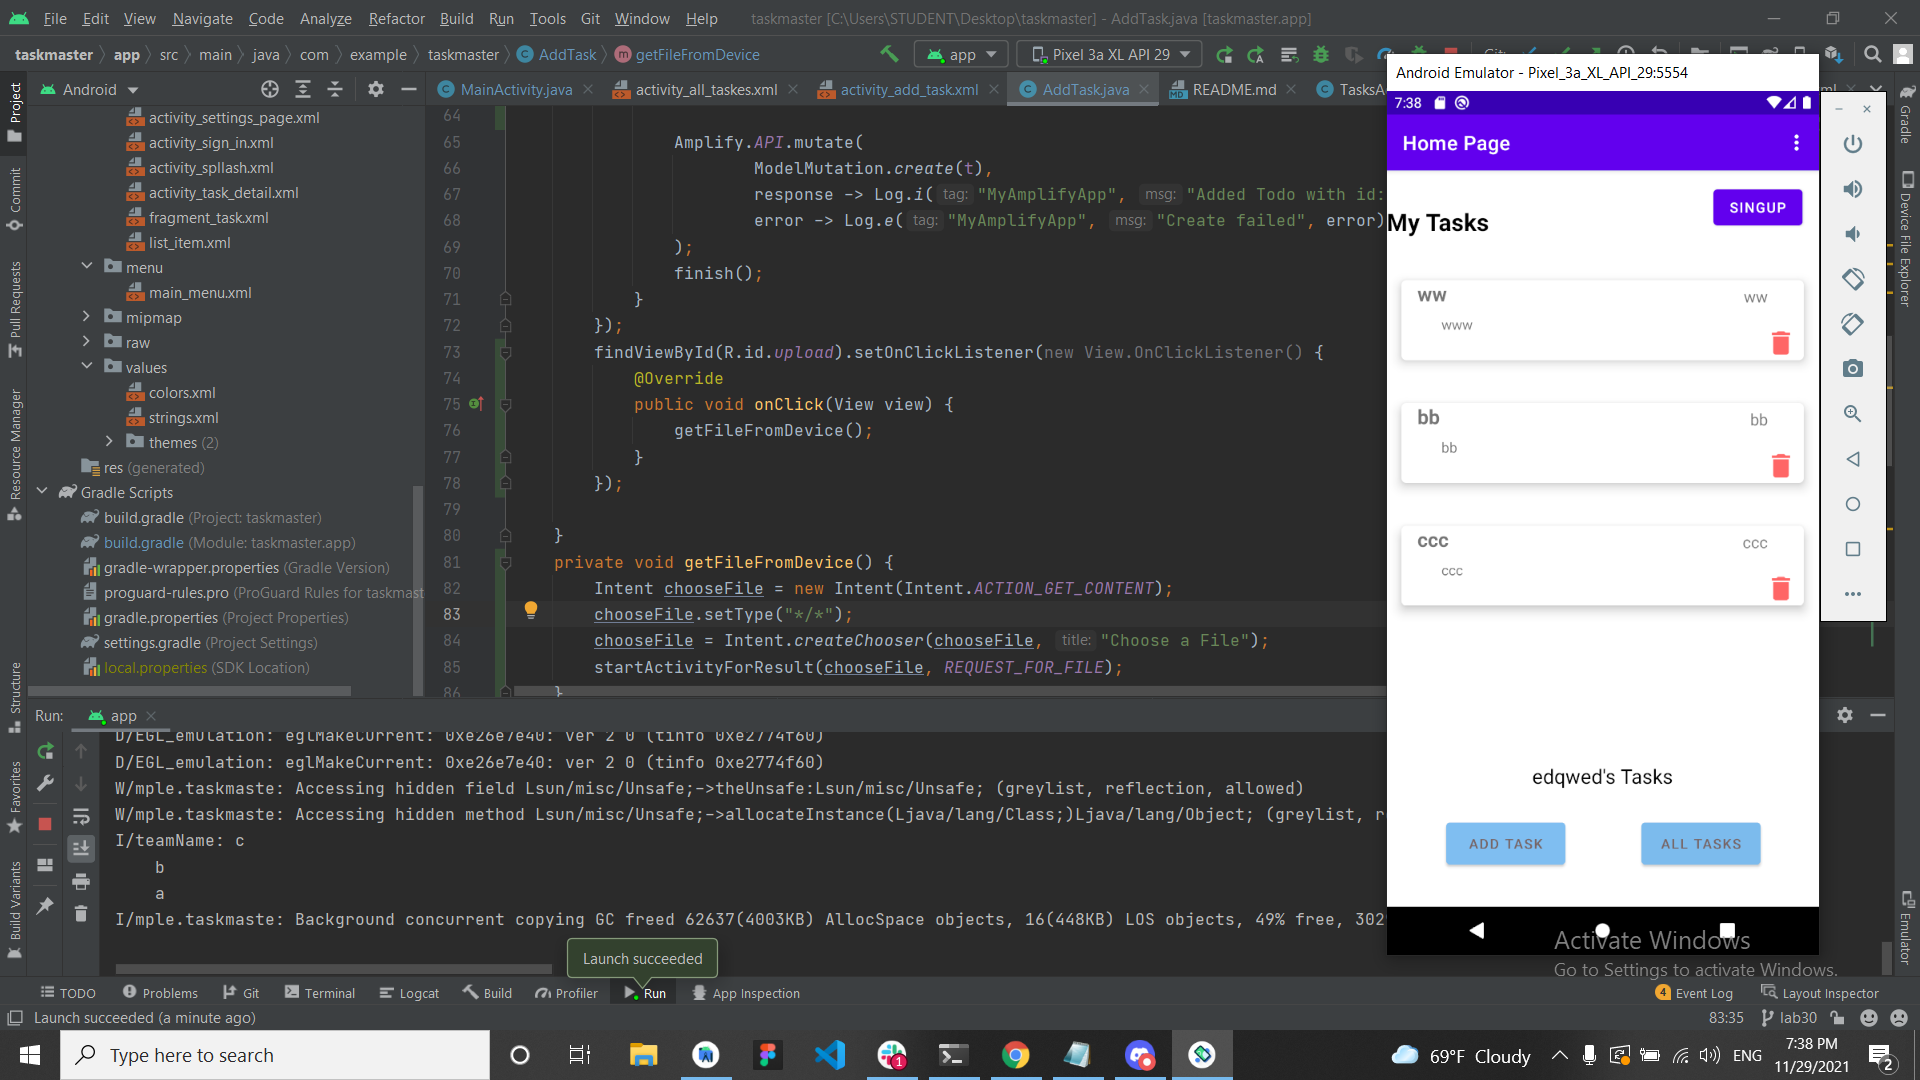 File Edit View Navigate Code Analyze Refactor Build Run Tools Git Window Help taskmaster [C:\Users\STUDENT\Desktop\taskmaster] - AddTask.java [taskmaster.app]
taskmaster app src main java com example taskmaster AddTask getFileFromDevice app Pixel 3a XL API 29
Android
MainActivity.java activity_all_taskes.xml activity_add_task.xml AddTask.java README.md TasksA
Project
Commit
Pull Requests
Resource Manager
Structure
Favorites
Build Variants
activity_settings_page.xml
activity_sign_in.xml
activity_spllash.xml
activity_task_detail.xml
fragment_task.xml
list_item.xml
menu
main_menu.xml
mipmap
raw
values
colors.xml
strings.xml
themes (2)
res (generated)
Gradle Scripts
build.gradle (Project: taskmaster)
build.gradle (Module: taskmaster.app)
gradle-wrapper.properties (Gradle Version)
proguard-rules.pro (ProGuard Rules for taskmast
gradle.properties (Project Properties)
settings.gradle (Project Settings)
local.properties (SDK Location)
64
65 Amplify.API.mutate(
66 ModelMutation.create(t),
67 response -> Log.i( tag: "MyAmplifyApp", msg: "Added Todo with id:
68 error -> Log.e( tag: "MyAmplifyApp", msg: "Create failed", error)
69 );
70 finish();
71 }
72 });
73 findViewById(R.id.upload).setOnClickListener(new View.OnClickListener() {
74 @Override
75 public void onClick(View view) {
76 getFileFromDevice();
77 }
78 });
79
80 }
81 private void getFileFromDevice() {
82 Intent chooseFile = new Intent(Intent.ACTION_GET_CONTENT);
83 chooseFile.setType("*/*");
84 chooseFile = Intent.createChooser(chooseFile, title: "Choose a File");
85 startActivityForResult(chooseFile, REQUEST_FOR_FILE);
86 }
Android Emulator - Pixel_3a_XL_API_29:5554
7:38
Home Page
My Tasks
SINGUP
ww ww
www
bb bb
bb
ccc ccc
ccc
edqwed's Tasks
ADD TASK ALL TASKS
Gradle
Device File Explorer
Emulator
Run: app
D/EGL_emulation: eglMakeCurrent: 0xe26e7e40: ver 2 0 (tinfo 0xe2774f60)
D/EGL_emulation: eglMakeCurrent: 0xe26e7e40: ver 2 0 (tinfo 0xe2774f60)
W/mple.taskmaste: Accessing hidden field Lsun/misc/Unsafe;->theUnsafe:Lsun/misc/Unsafe; (greylist, reflection, allowed)
W/mple.taskmaste: Accessing hidden method Lsun/misc/Unsafe;->allocateInstance(Ljava/lang/Class;)Ljava/lang/Object; (greylist, r
I/teamName: c
b
a
I/mple.taskmaste: Background concurrent copying GC freed 62637(4003KB) AllocSpace objects, 16(448KB) LOS objects, 49% free, 302
Launch succeeded
Activate Windows
Go to Settings to activate Windows.
TODO Problems Git Terminal Logcat Build Profiler Run App Inspection 4 Event Log Layout Inspector
Launch succeeded (a minute ago) 83:35 lab30
Type here to search
1
69°F Cloudy ENG 7:38 PM
11/29/2021
2